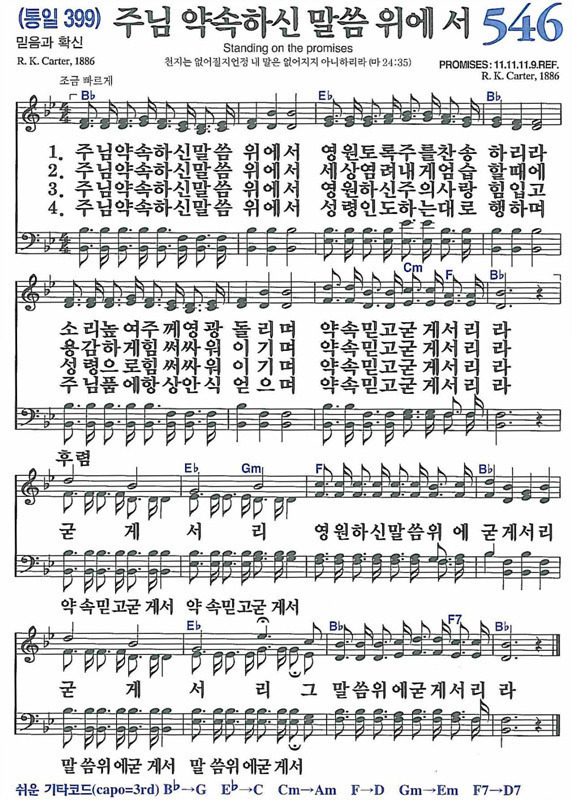 (통일 399) 주님 약속하신 말씀 위에 서 546
믿음과 확신
Standing on the promises
R. K. Carter, 1886
천지는 없어질지언정 내 말은 없어지지 아니하리라 (마 24:35)
PROMISES : 11.11.11.9.REF.
R. K. Carter, 1886
조금 빠르게
B♭ E♭ B♭
1. 주님약속하신말씀 위에서 영원토록주를찬송 하리라
2. 주님약속하신말씀 위에서 세상염려내게엄습 할때에
3. 주님약속하신말씀 위에서 영원하신주의사랑 힘입고
4. 주님약속하신말씀 위에서 성령인도하는대로 행하며
Cm F B♭
소리높여주께영광 돌리며 약속믿고굳 게서리 라
용감하게힘써싸워 이기며 약속믿고굳 게서리 라
성령으로힘써싸워 이기며 약속믿고굳 게서리 라
주님품에항상안식 얻으며 약속믿고굳 게서리 라
후렴
E♭ Gm F B♭
굳 게 서 리 영원하신말씀위 에 굳게서리
약속믿고굳 게서 약속믿고굳 게서
E♭ B♭ F7 B♭
굳 게 서 리 그 말씀위에굳게서리 라
말씀위에굳 게서 말씀위에굳게서
쉬운 기타코드(capo=3rd) B♭→G E♭→C Cm→Am F→D Gm→Em F7→D7